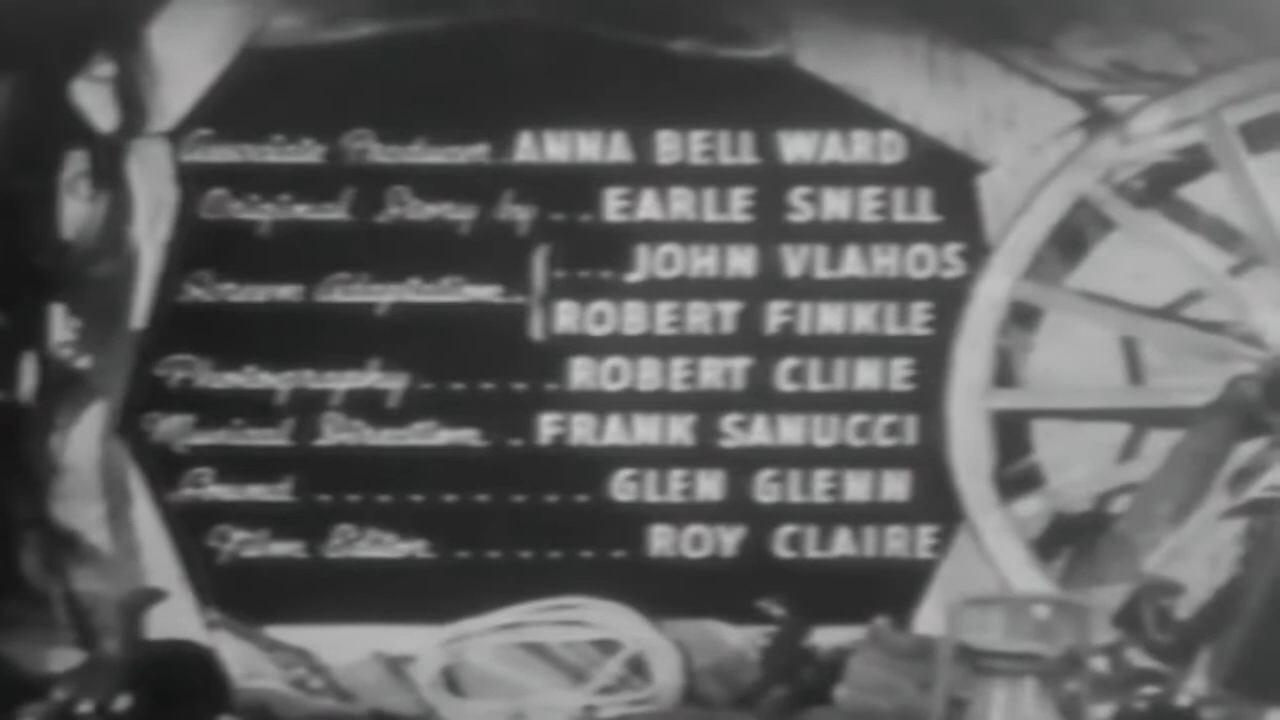 Associate Producer. ANNA BELL WARD
Original Story by . . EARLE SNELL
Screen Adaptation. . { . . . JOHN VLAHOS
ROBERT FINKLE
Photography . . . . . ROBERT CLINE
Musical Direction . . FRANK SANUCCI
Sound . . . . . . . . . . GLEN GLENN
Film Editor . . . . . . ROY CLAIRE